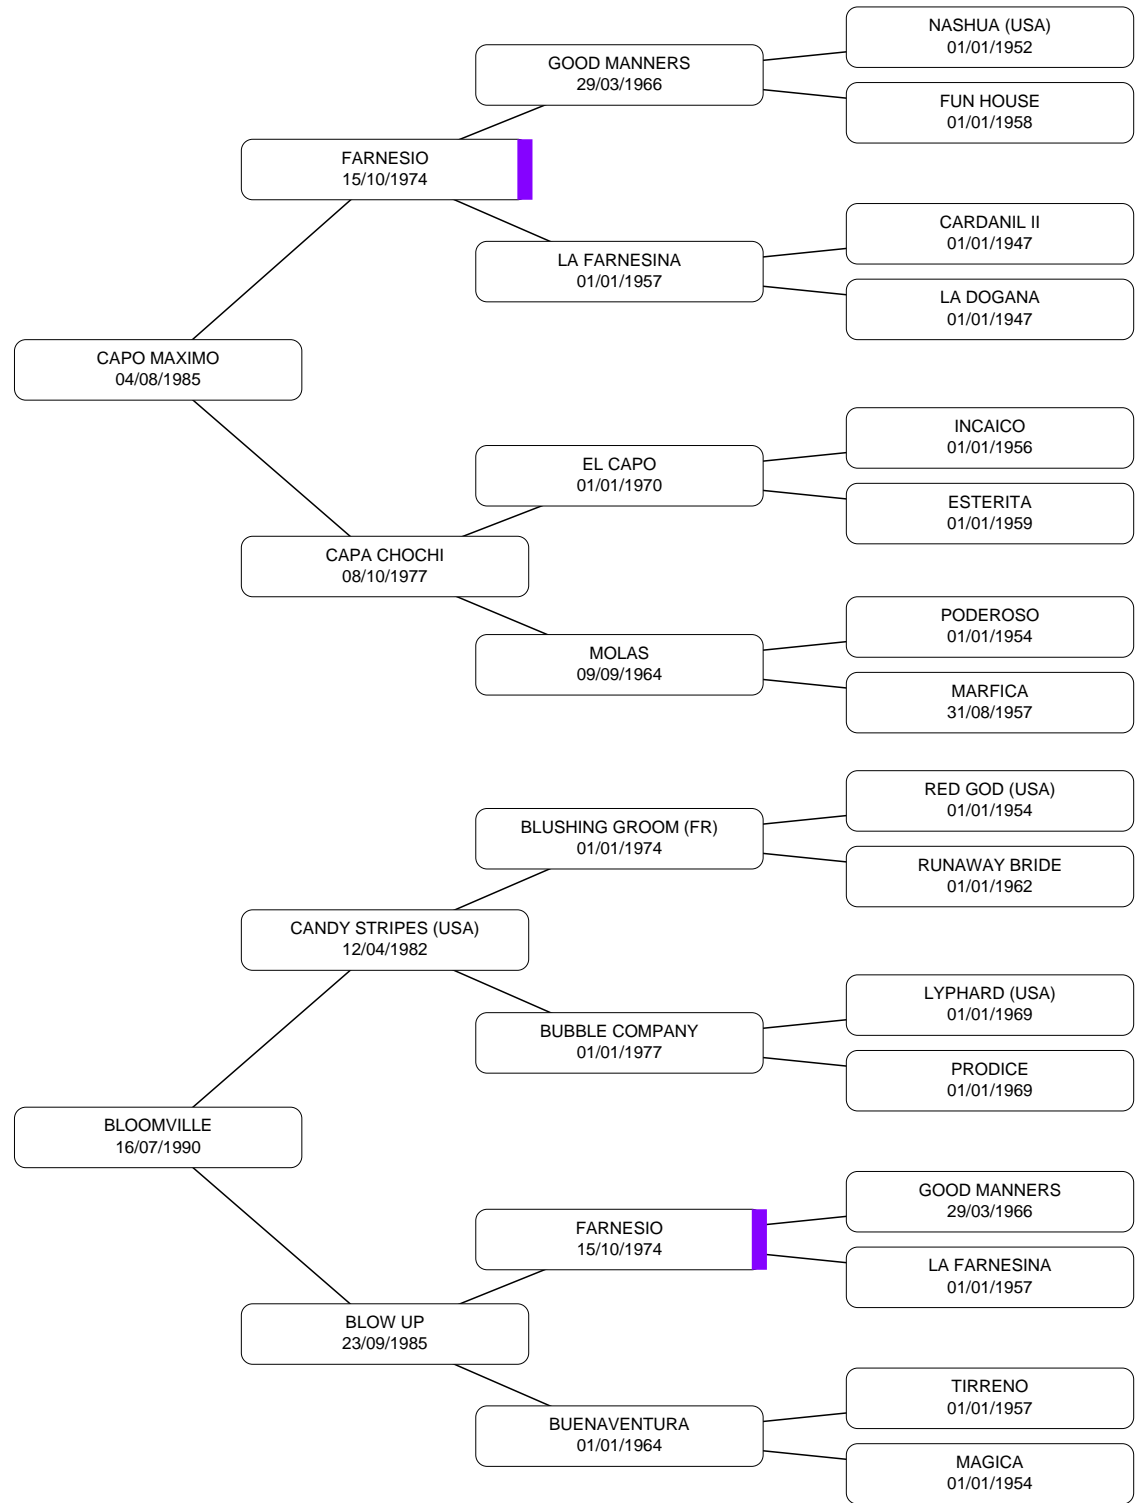 NASHUA (USA)
01/01/1952
GOOD MANNERS
29/03/1966
FUN HOUSE
01/01/1958
FARNESIO
15/10/1974
CARDANIL II
01/01/1947
LA FARNESINA
01/01/1957
LA DOGANA
01/01/1947
CAPO MAXIMO
04/08/1985
INCAICO
01/01/1956
EL CAPO
01/01/1970
ESTERITA
01/01/1959
CAPA CHOCHI
08/10/1977
PODEROSO
01/01/1954
MOLAS
09/09/1964
MARFICA
31/08/1957
RED GOD (USA)
01/01/1954
BLUSHING GROOM (FR)
01/01/1974
RUNAWAY BRIDE
01/01/1962
CANDY STRIPES (USA)
12/04/1982
LYPHARD (USA)
01/01/1969
BUBBLE COMPANY
01/01/1977
PRODICE
01/01/1969
BLOOMVILLE
16/07/1990
GOOD MANNERS
29/03/1966
FARNESIO
15/10/1974
LA FARNESINA
01/01/1957
BLOW UP
23/09/1985
TIRRENO
01/01/1957
BUENAVENTURA
01/01/1964
MAGICA
01/01/1954